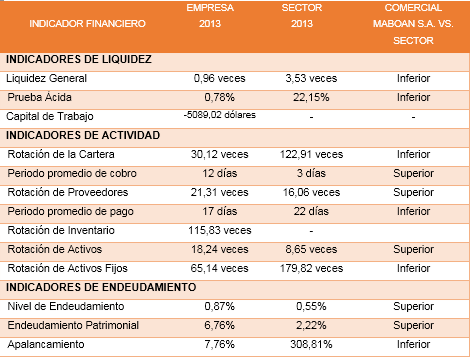 INDICADOR FINANCIERO EMPRESA 2013 SECTOR 2013 COMERCIAL MABOAN S.A. VS. SECTOR
INDICADORES DE LIQUIDEZ
Liquidez General 0,96 veces 3,53 veces Inferior
Prueba Ácida 0,78% 22,15% Inferior
Capital de Trabajo -5089,02 dólares - -
INDICADORES DE ACTIVIDAD
Rotación de la Cartera 30,12 veces 122,91 veces Inferior
Periodo promedio de cobro 12 días 3 días Superior
Rotación de Proveedores 21,31 veces 16,06 veces Superior
Periodo promedio de pago 17 días 22 días Inferior
Rotación de Inventario 115,83 veces -
Rotación de Activos 18,24 veces 8,65 veces Superior
Rotación de Activos Fijos 65,14 veces 179,82 veces Inferior
INDICADORES DE ENDEUDAMIENTO
Nivel de Endeudamiento 0,87% 0,55% Superior
Endeudamiento Patrimonial 6,76% 2,22% Superior
Apalancamiento 7,76% 308,81% Inferior